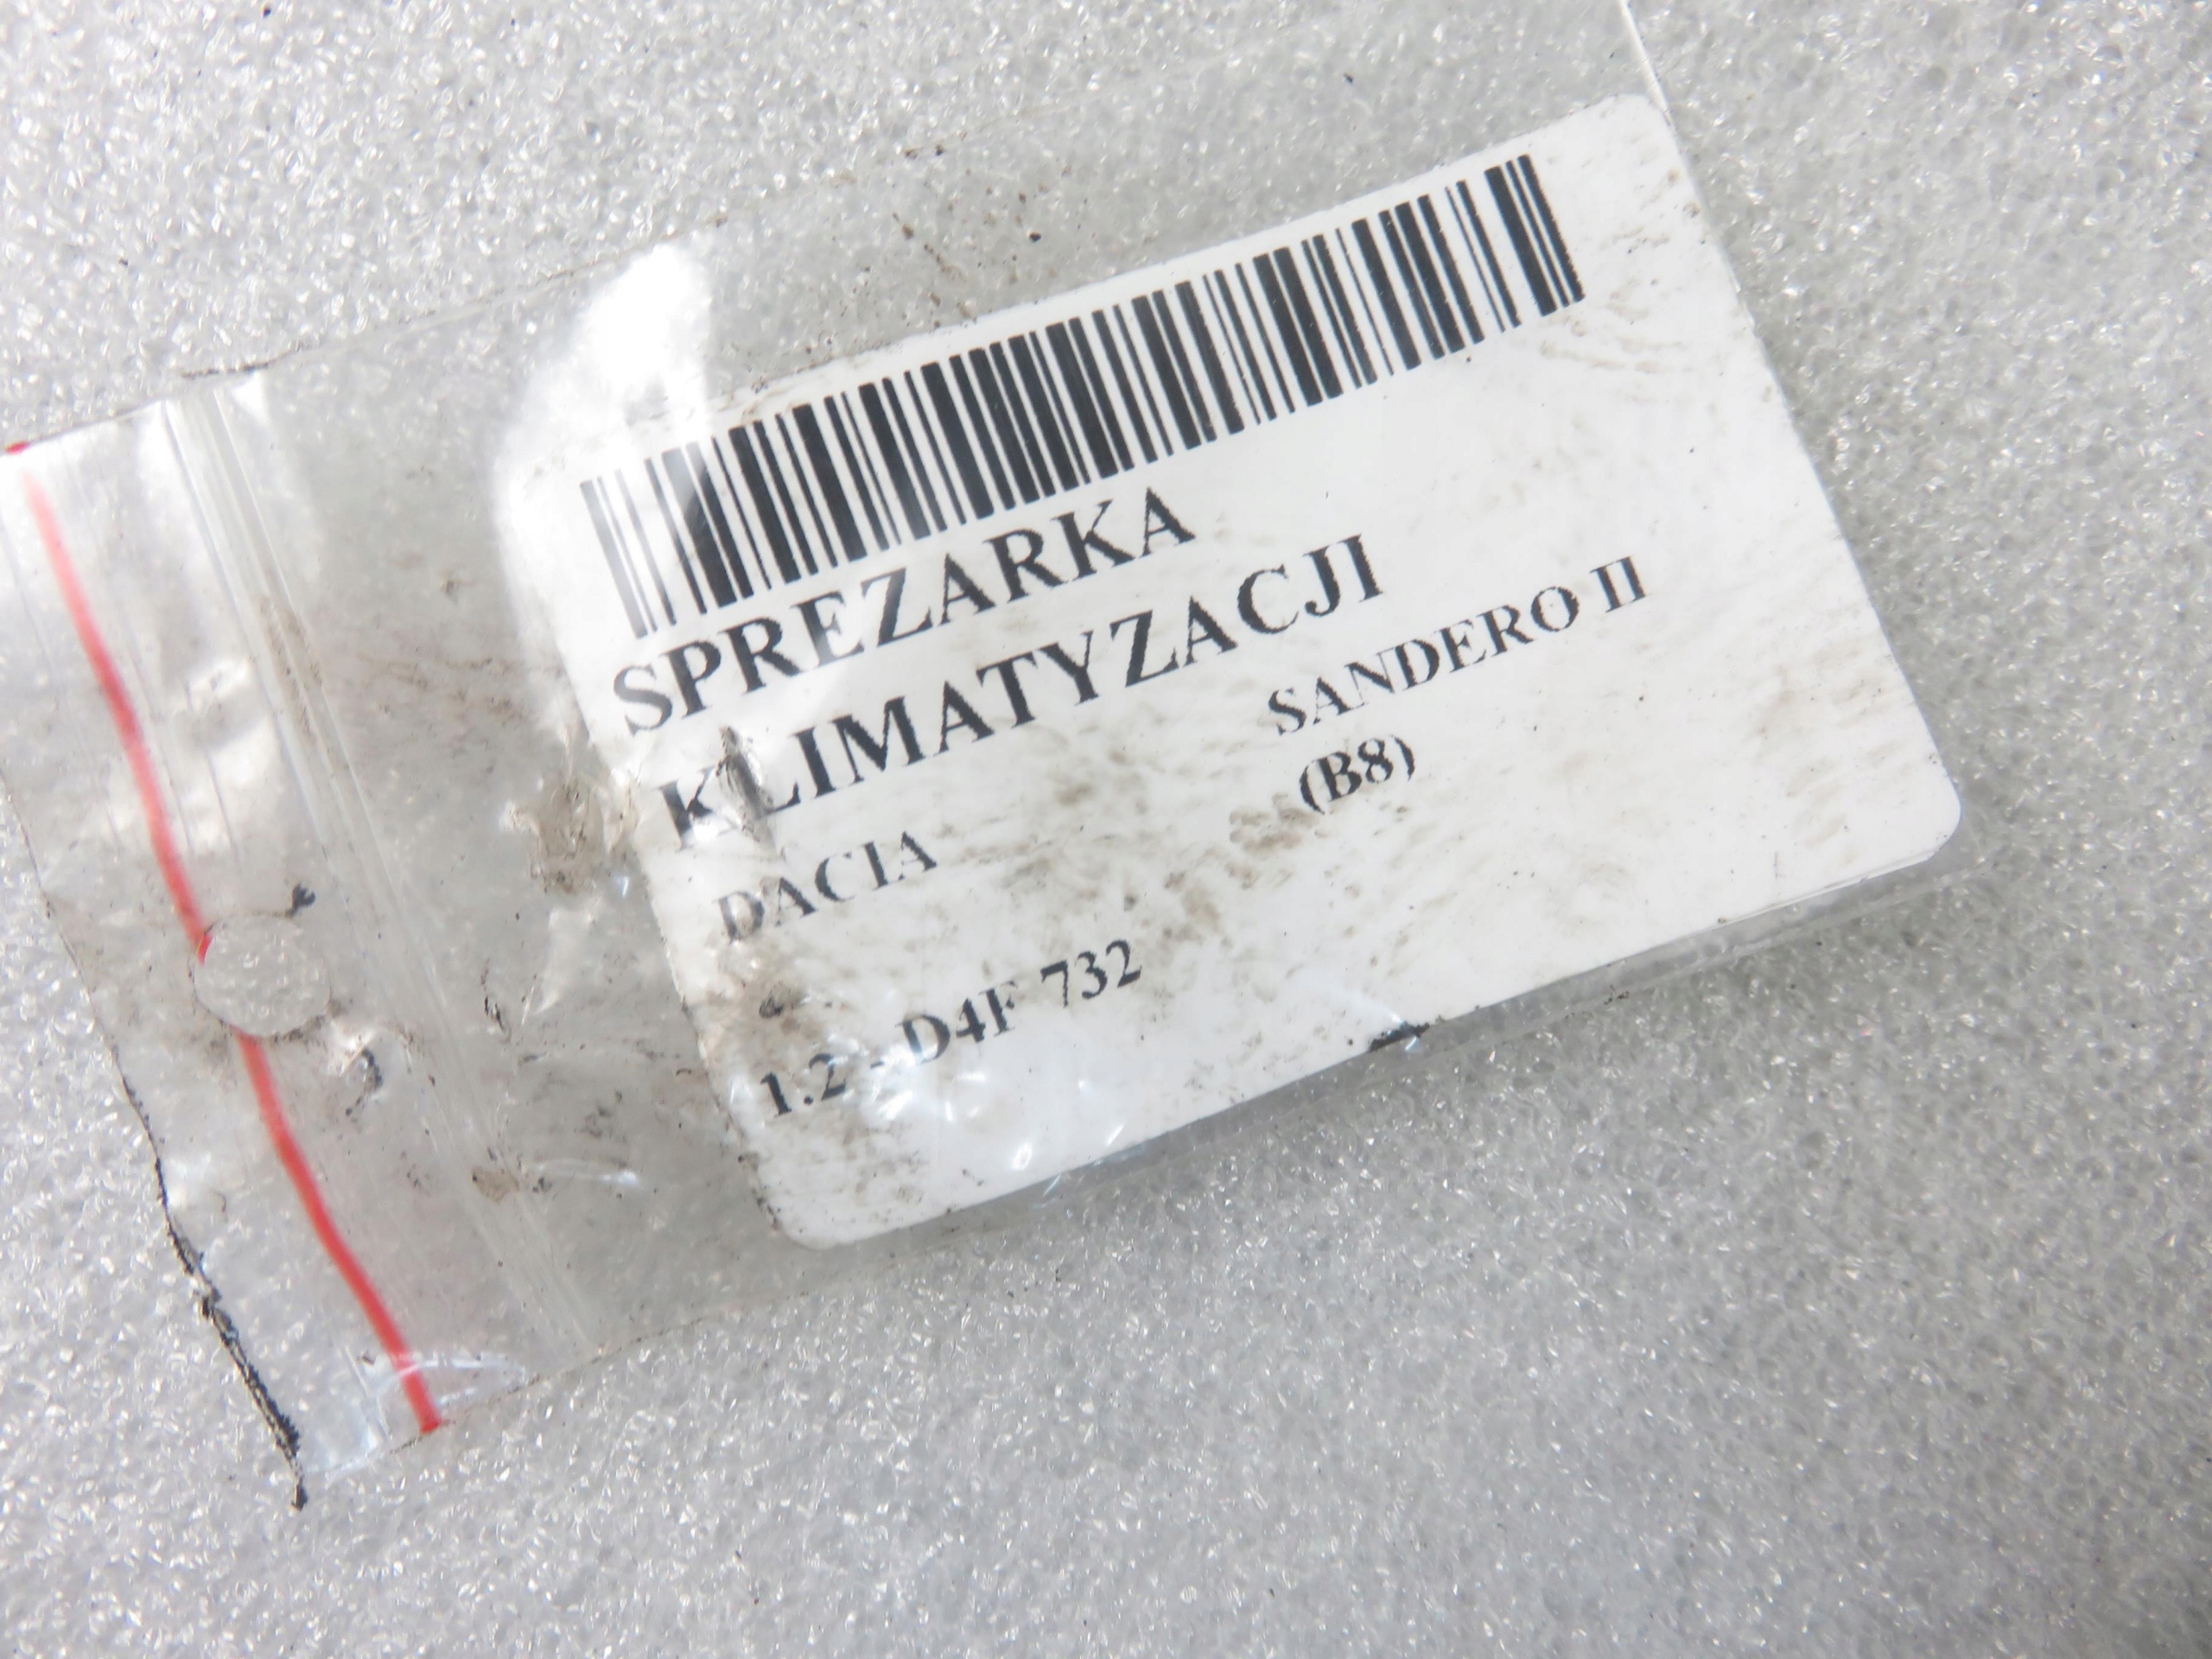 SPREZARKA
KLIMATYZACJI
DACIA SANDERO II
(B8)
1.2 - D4F 732